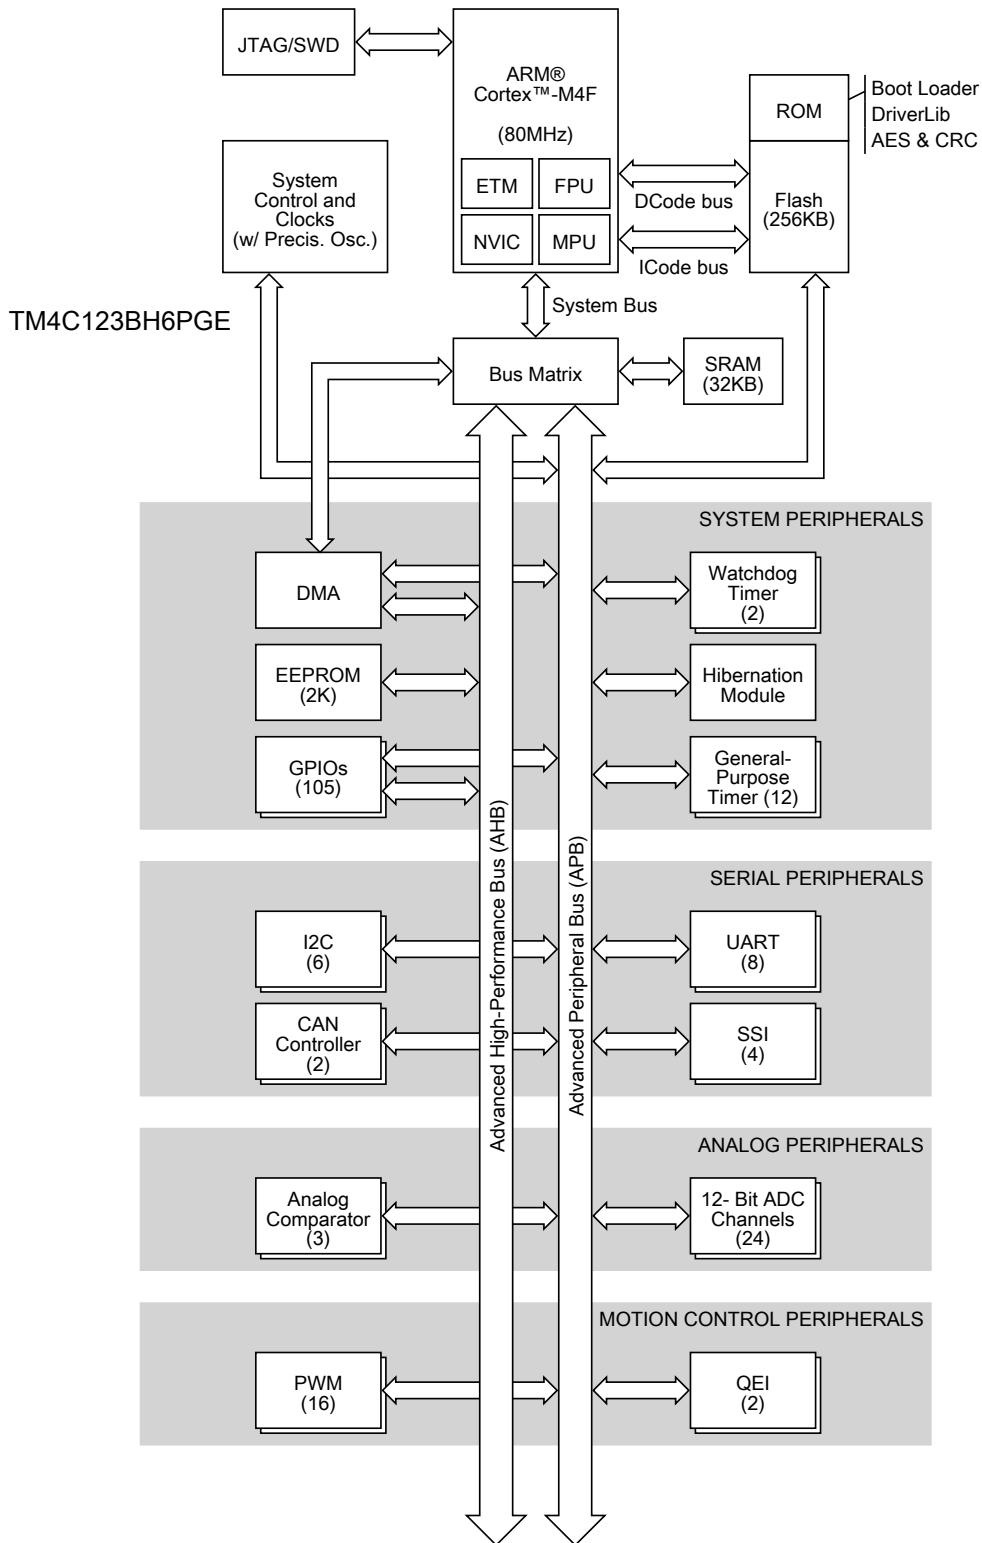 JTAG/SWD
ARM®
Cortex™-M4F
(80MHz)
ETM
FPU
NVIC
MPU
ROM
Boot Loader
DriverLib
AES & CRC
Flash
(256KB)
DCode bus
ICode bus
System
Control and
Clocks
(w/ Precis. Osc.)
TM4C123BH6PGE
System Bus
Bus Matrix
SRAM
(32KB)
SYSTEM PERIPHERALS
DMA
Watchdog
Timer
(2)
EEPROM
(2K)
Hibernation
Module
GPIOs
(105)
General-
Purpose
Timer (12)
Advanced High-Performance Bus (AHB)
Advanced Peripheral Bus (APB)
SERIAL PERIPHERALS
I2C
(6)
UART
(8)
CAN
Controller
(2)
SSI
(4)
ANALOG PERIPHERALS
Analog
Comparator
(3)
12- Bit ADC
Channels
(24)
MOTION CONTROL PERIPHERALS
PWM
(16)
QEI
(2)